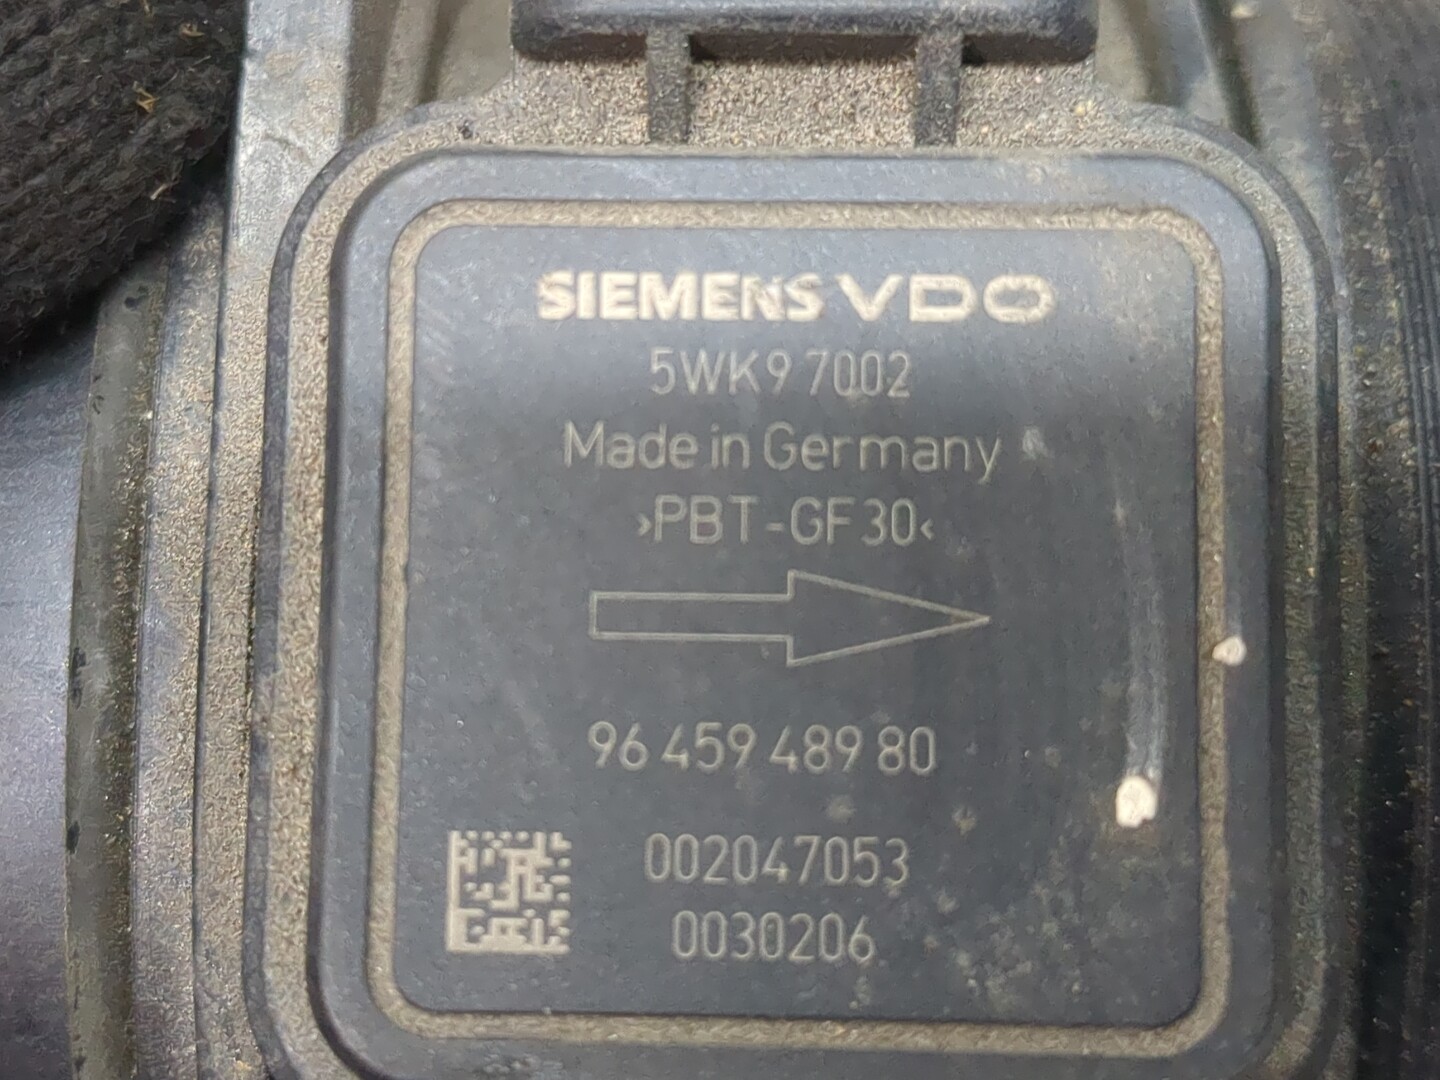 SIEMENS VDO
5WK9 7002
Made in Germany
›PBT-GF30‹
96 459 489 80
002047053
0030206